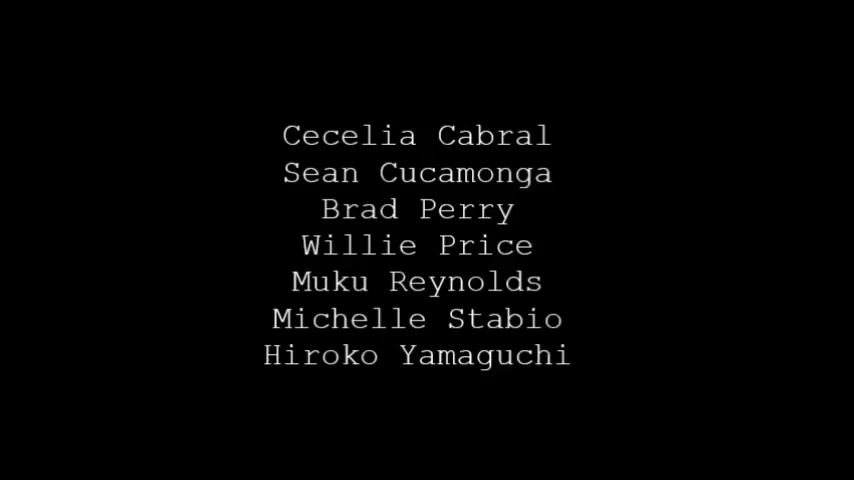 Cecelia Cabral
Sean Cucamonga
Brad Perry
Willie Price
Muku Reynolds
Michelle Stabio
Hiroko Yamaguchi